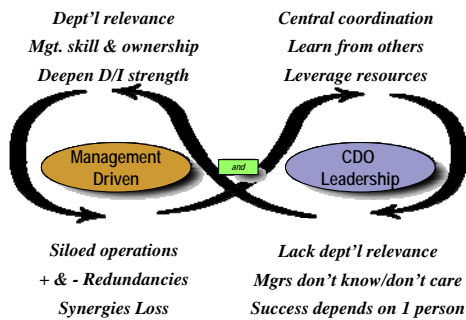 Dept'l relevance
Mgt. skill & ownership
Deepen D/I strength
Central coordination
Learn from others
Leverage resources
Management
Driven
and
CDO
Leadership
Siloed operations
+ & - Redundancies
Synergies Loss
Lack dept'l relevance
Mgrs don't know/don't care
Success depends on 1 person